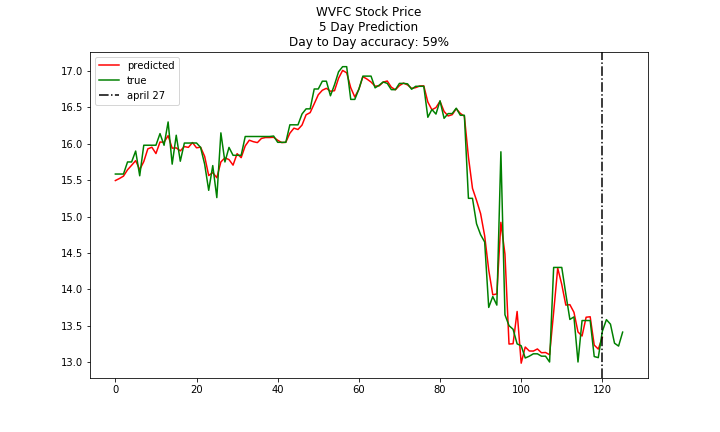 WVFC Stock Price
5 Day Prediction
Day to Day accuracy: 59%
predicted
true
april 27
17.0
16.5
16.0
15.5
15.0
14.5
14.0
13.5
13.0
0 20 40 60 80 100 120